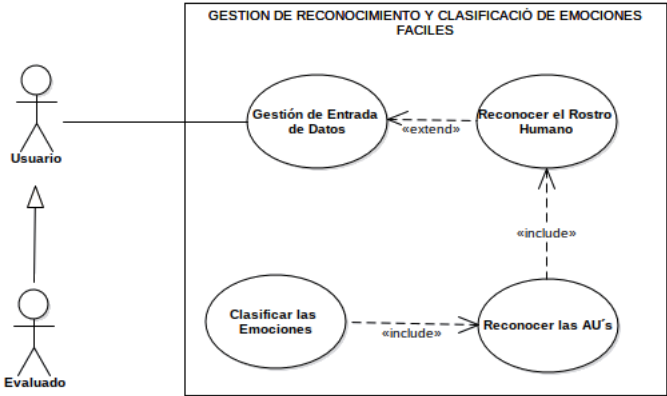 GESTION DE RECONOCIMIENTO Y CLASIFICACIÓ DE EMOCIONES
FACILES
Gestión de Entrada
de Datos
Reconocer el Rostro
Humano
«extend»
Usuario
«include»
Clasificar las
Emociones
«include»
Reconocer las AU´s
Evaluado